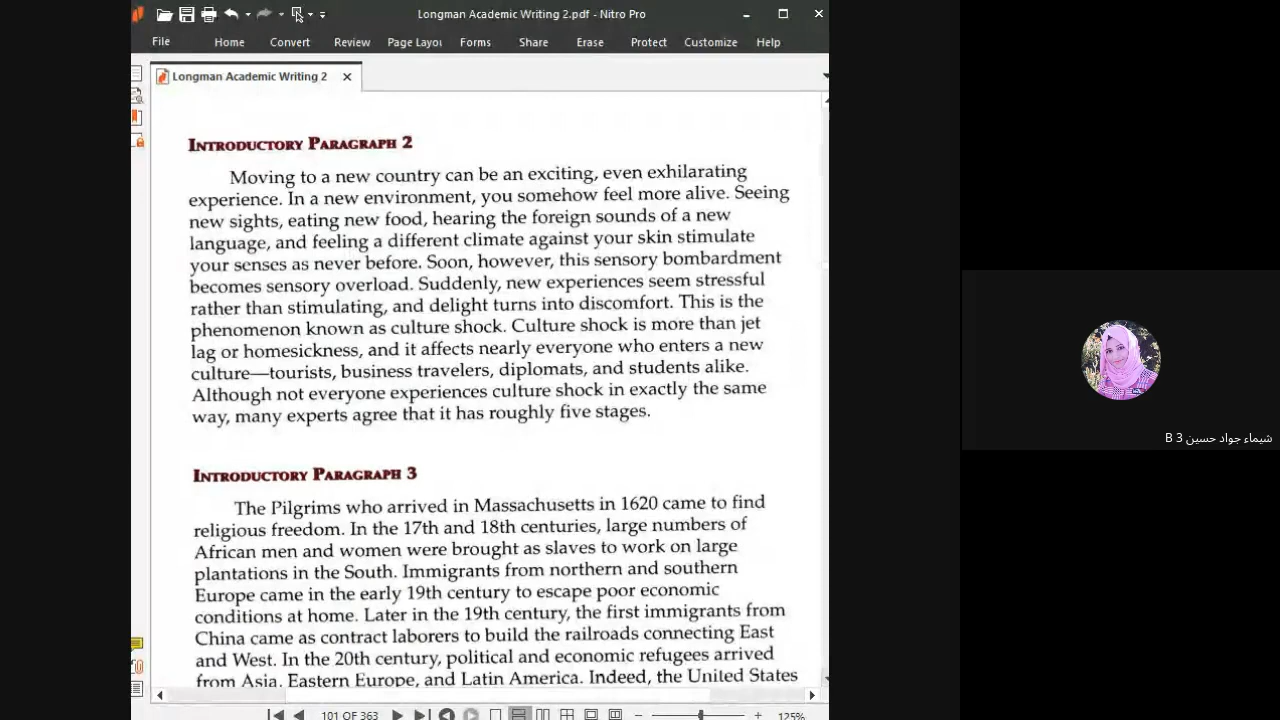 Longman Academic Writing 2.pdf - Nitro Pro
File Home Convert Review Page Layou Forms Share Erase Protect Customize Help
Longman Academic Writing 2
INTRODUCTORY PARAGRAPH 2
Moving to a new country can be an exciting, even exhilarating
experience. In a new environment, you somehow feel more alive. Seeing
new sights, eating new food, hearing the foreign sounds of a new
language, and feeling a different climate against your skin stimulate
your senses as never before. Soon, however, this sensory bombardment
becomes sensory overload. Suddenly, new experiences seem stressful
rather than stimulating, and delight turns into discomfort. This is the
phenomenon known as culture shock. Culture shock is more than jet
lag or homesickness, and it affects nearly everyone who enters a new
culture—tourists, business travelers, diplomats, and students alike.
Although not everyone experiences culture shock in exactly the same
way, many experts agree that it has roughly five stages.
INTRODUCTORY PARAGRAPH 3
The Pilgrims who arrived in Massachusetts in 1620 came to find
religious freedom. In the 17th and 18th centuries, large numbers of
African men and women were brought as slaves to work on large
plantations in the South. Immigrants from northern and southern
Europe came in the early 19th century to escape poor economic
conditions at home. Later in the 19th century, the first immigrants from
China came as contract laborers to build the railroads connecting East
and West. In the 20th century, political and economic refugees arrived
from Asia, Eastern Europe, and Latin America. Indeed, the United States
101 OF 363
125%
شيماء جواد حسين B 3